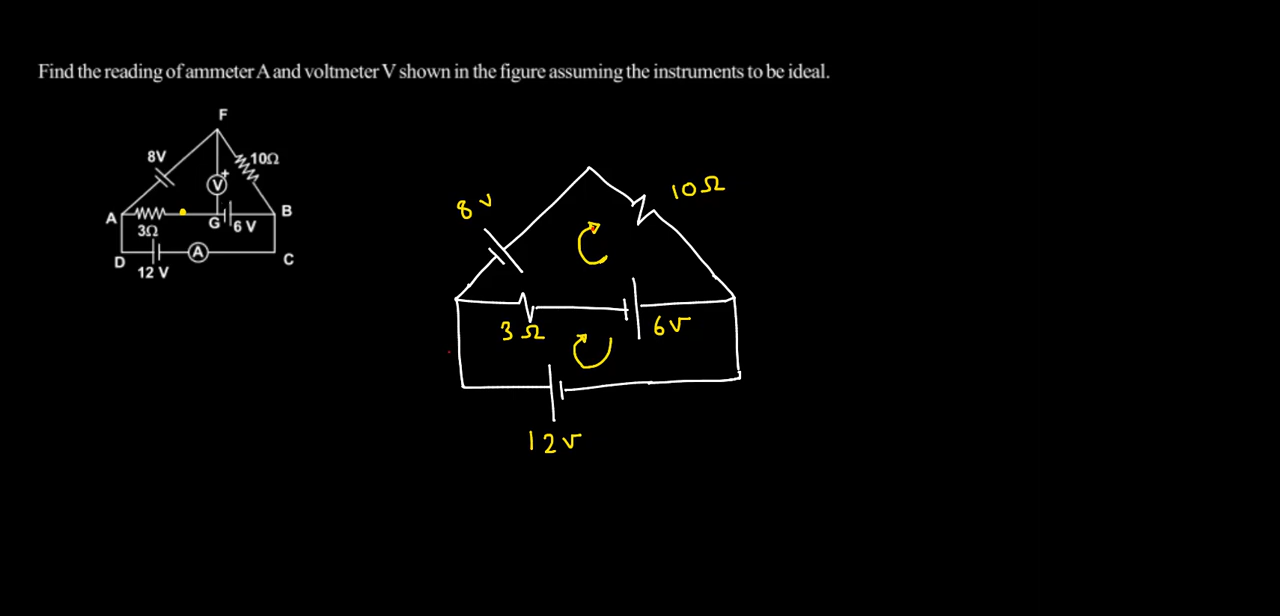 Find the reading of ammeter A and voltmeter V shown in the figure assuming the instruments to be ideal.
F
8V
10Ω
V
+
A
B
3Ω
G
6 V
A
D
12 V
C
8 V
10Ω
3Ω
6V
12V